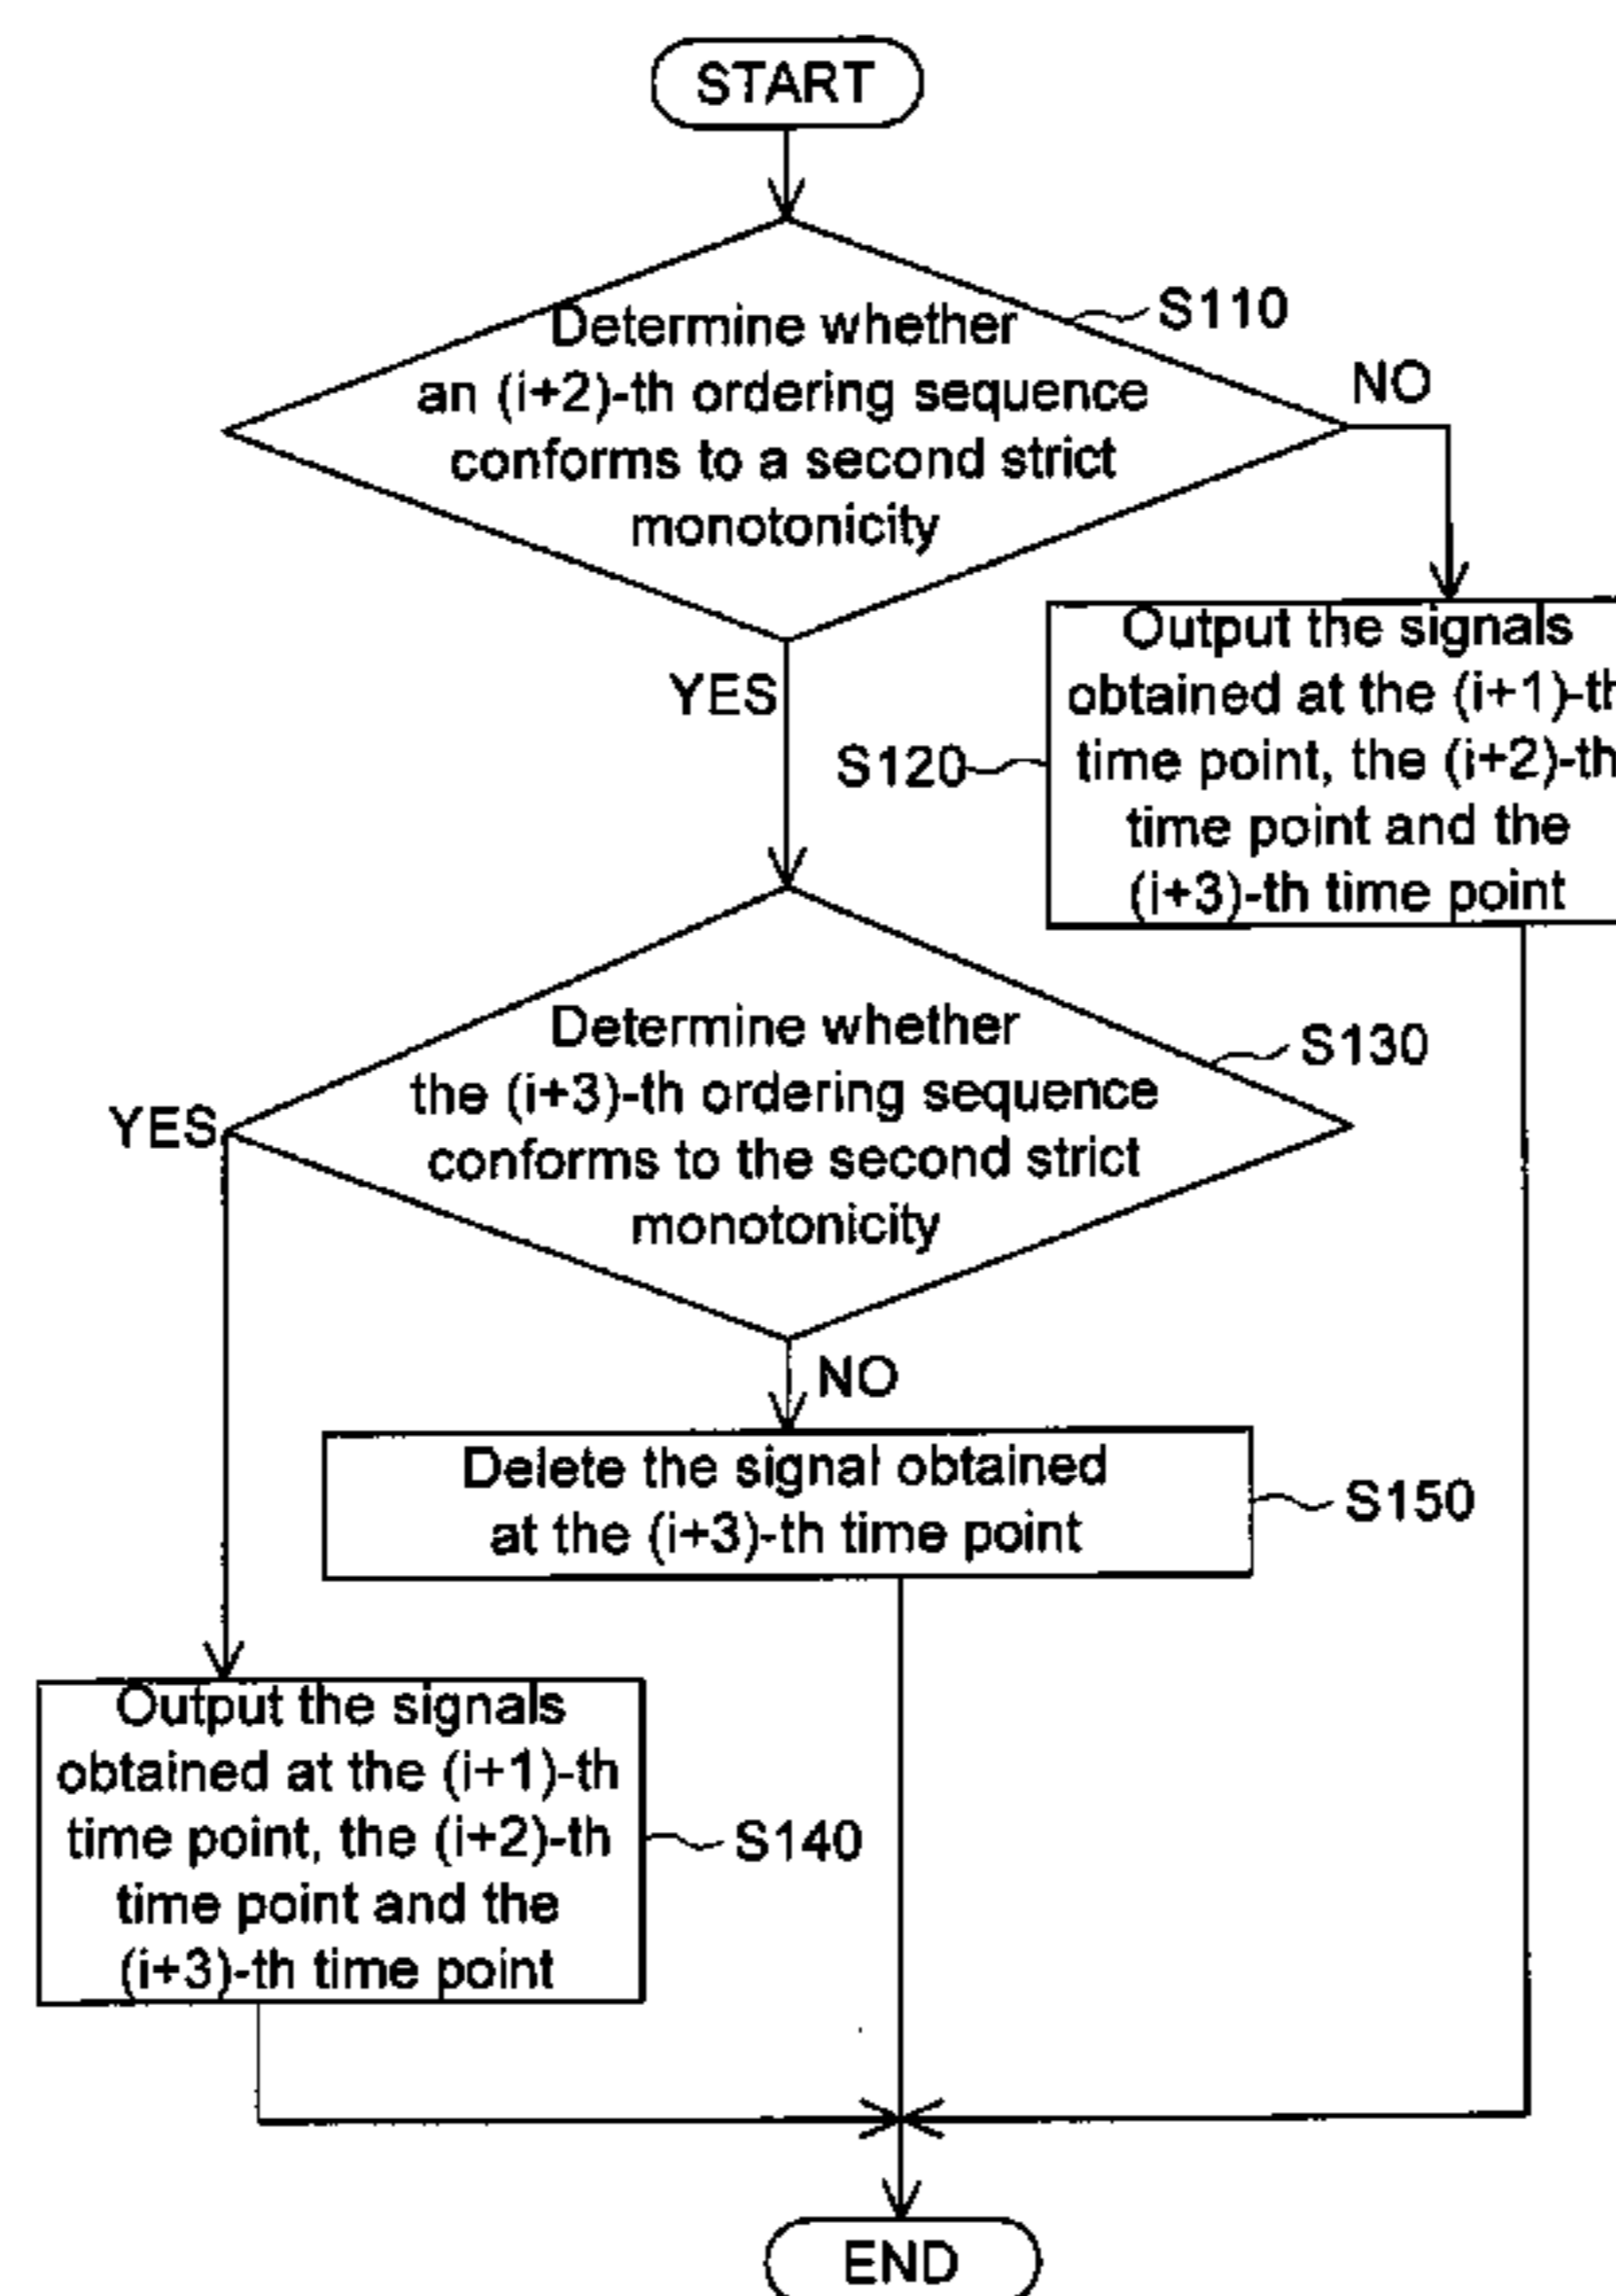 START
Determine whether
an (i+2)-th ordering sequence
conforms to a second strict
monotonicity
S110
NO
YES
S120
Output the signals
obtained at the (i+1)-th
time point, the (i+2)-th
time point and the
(i+3)-th time point
Determine whether
the (i+3)-th ordering sequence
conforms to the second strict
monotonicity
S130
YES
NO
Delete the signal obtained
at the (i+3)-th time point
S150
Output the signals
obtained at the (i+1)-th
time point, the (i+2)-th
time point and the
(i+3)-th time point
S140
END